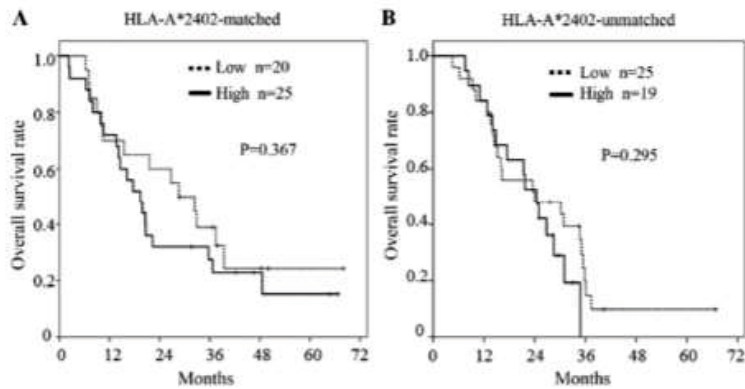 A
HLA-A*2402-matched
Overall survival rate
1.0
0.8
0.6
0.4
0.2
0
Low n=20
High n=25
P=0.367
0 12 24 36 48 60 72
Months
B
HLA-A*2402-unmatched
Overall survival rate
1.0
0.8
0.6
0.4
0.2
0
Low n=25
High n=19
P=0.295
0 12 24 36 48 60 72
Months